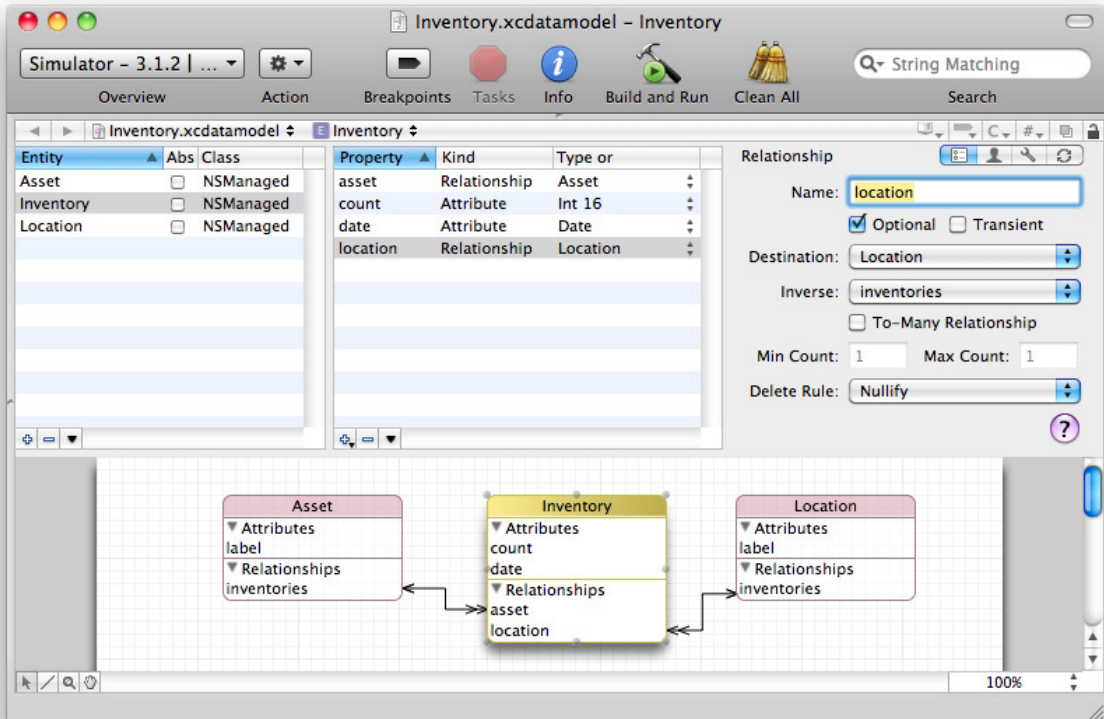 Inventory.xcdatamodel – Inventory
Simulator – 3.1.2 | ...
String Matching
Overview Action Breakpoints Tasks Info Build and Run Clean All Search
Inventory.xcdatamodel E Inventory C #
Entity Abs Class
Asset NSManaged
Inventory NSManaged
Location NSManaged
Property Kind Type or
asset Relationship Asset
count Attribute Int 16
date Attribute Date
location Relationship Location
Relationship
Name: location
Optional Transient
Destination: Location
Inverse: inventories
To-Many Relationship
Min Count: 1 Max Count: 1
Delete Rule: Nullify
?
Asset
Attributes
label
Relationships
inventories
Inventory
Attributes
count
date
Relationships
asset
location
Location
Attributes
label
Relationships
inventories
100%